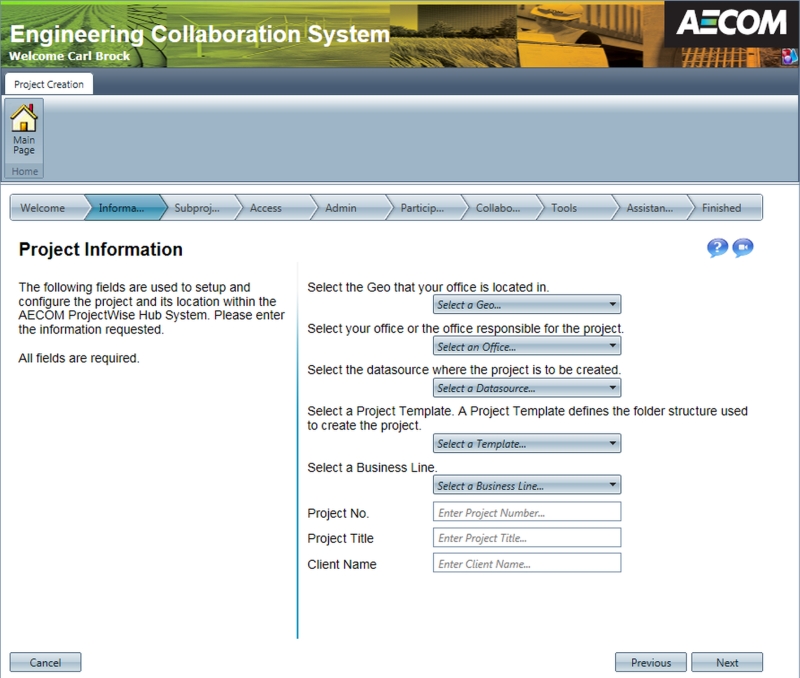 Engineering Collaboration System
Welcome Carl Brock
AECOM
Project Creation
Main
Page
Home
Welcome
Informa...
Subproj...
Access
Admin
Particip...
Collabo...
Tools
Assistan...
Finished
Project Information
?
The following fields are used to setup and
configure the project and its location within the
AECOM ProjectWise Hub System. Please enter
the information requested.
All fields are required.
Select the Geo that your office is located in.
Select a Geo...
Select your office or the office responsible for the project.
Select an Office...
Select the datasource where the project is to be created.
Select a Datasource...
Select a Project Template. A Project Template defines the folder structure used
to create the project.
Select a Template...
Select a Business Line.
Select a Business Line...
Project No.
Enter Project Number...
Project Title
Enter Project Title...
Client Name
Enter Client Name...
Cancel
Previous
Next